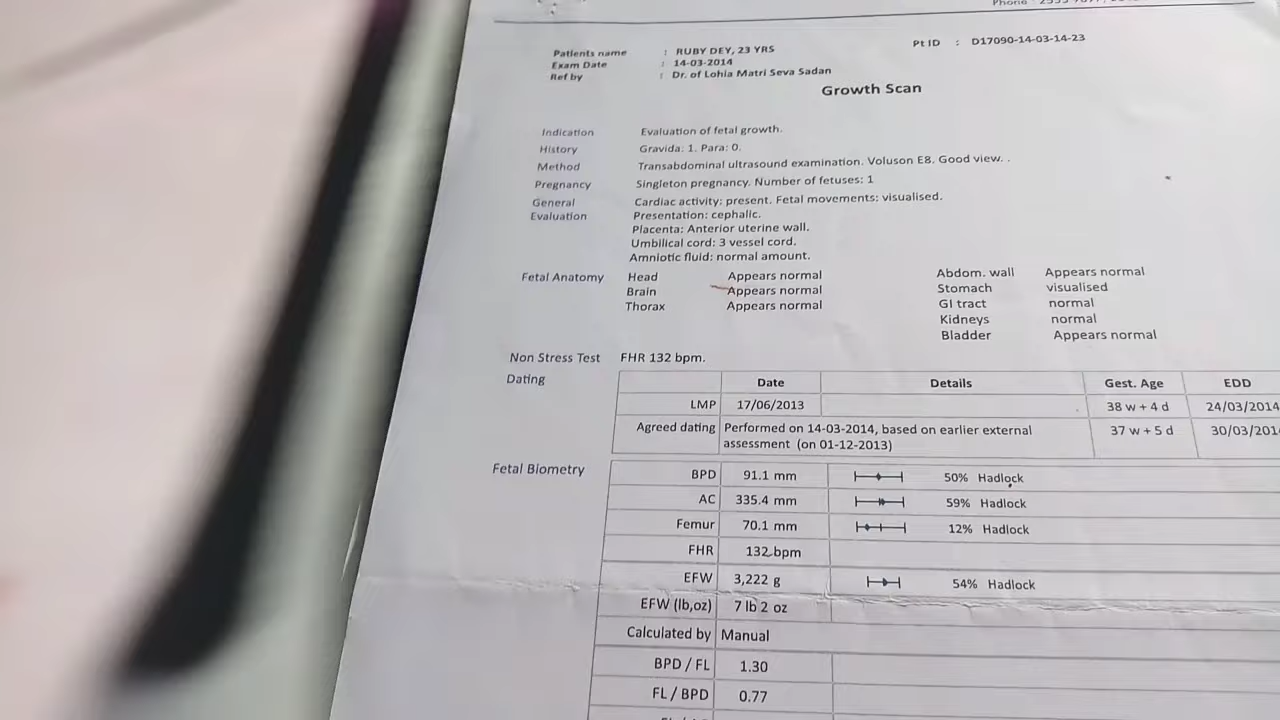 Phone
Patients name : RUBY DEY, 23 YRS
Pt ID : D17090-14-03-14-23
Exam Date : 14-03-2014
Ref by : Dr. of Lohia Matri Seva Sadan
Growth Scan
Indication Evaluation of fetal growth.
History Gravida: 1. Para: 0.
Method Transabdominal ultrasound examination. Voluson E8. Good view. .
Pregnancy Singleton pregnancy. Number of fetuses: 1
General Cardiac activity: present. Fetal movements: visualised.
Evaluation Presentation: cephalic.
Placenta: Anterior uterine wall.
Umbilical cord: 3 vessel cord.
Amniotic fluid: normal amount.
Fetal Anatomy Head Appears normal Abdom. wall Appears normal
Brain Appears normal Stomach visualised
Thorax Appears normal GI tract normal
Kidneys normal
Bladder Appears normal
Non Stress Test FHR 132 bpm.
Dating
Date Details Gest. Age EDD
LMP 17/06/2013 38 w + 4 d 24/03/2014
Agreed dating Performed on 14-03-2014, based on earlier external 37 w + 5 d 30/03/201
assessment (on 01-12-2013)
Fetal Biometry BPD 91.1 mm 50% Hadlock
AC 335.4 mm 59% Hadlock
Femur 70.1 mm 12% Hadlock
FHR 132 bpm
EFW 3,222 g 54% Hadlock
EFW (lb,oz) 7 lb 2 oz
Calculated by Manual
BPD / FL 1.30
FL / BPD 0.77